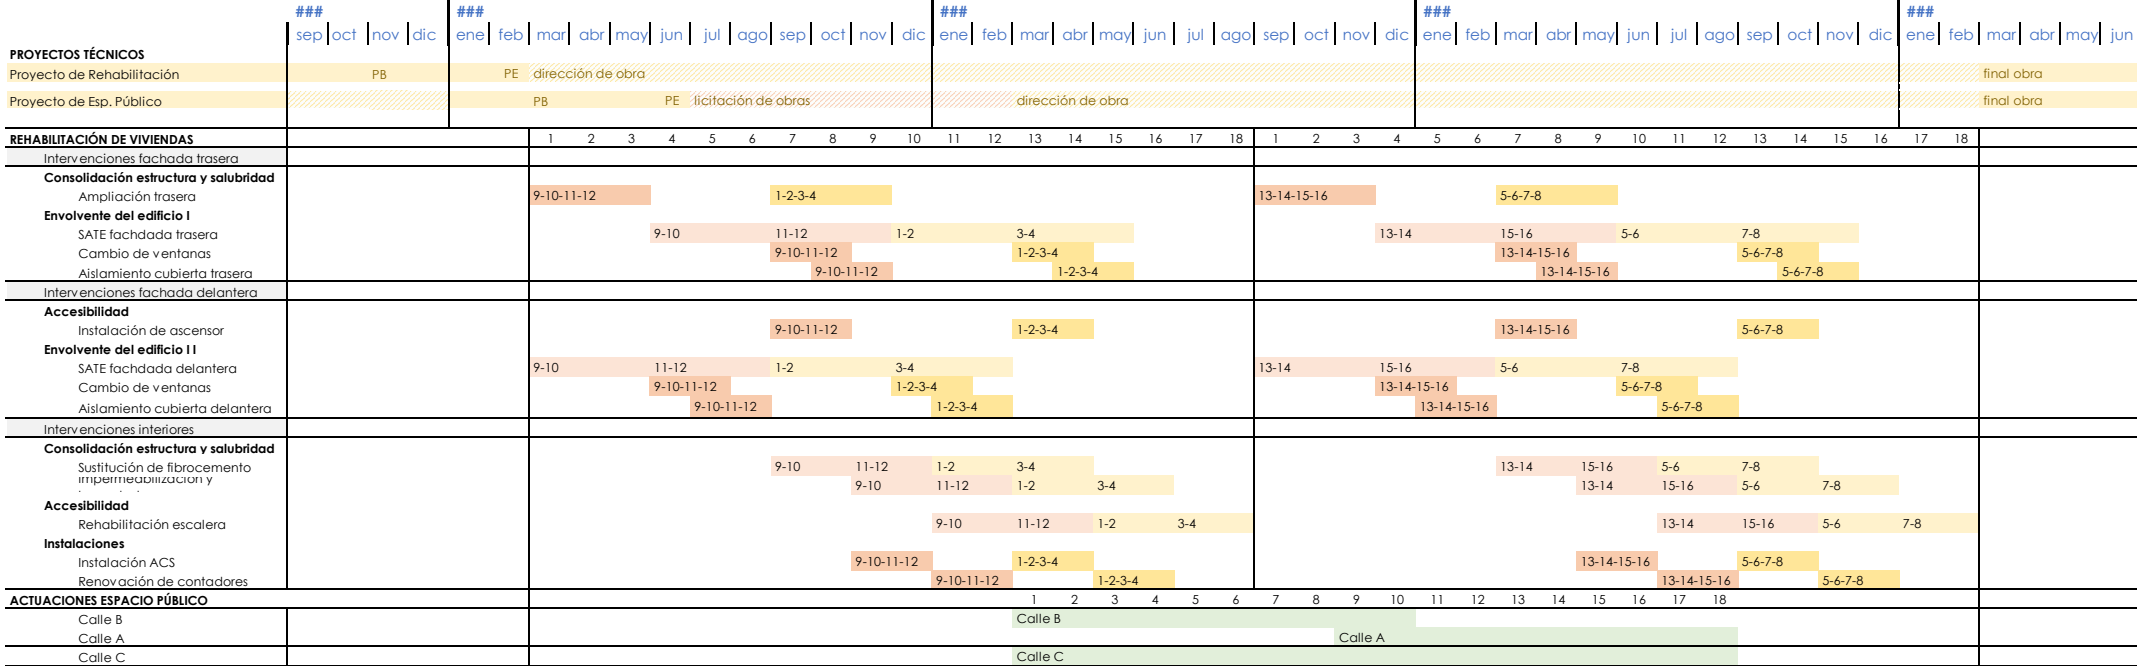 ### ### ### ### ###
sep oct nov dic ene feb mar abr may jun jul ago sep oct nov dic ene feb mar abr may jun jul ago sep oct nov dic ene feb mar abr may jun jul ago sep oct nov dic ene feb mar abr may jun
PROYECTOS TÉCNICOS
Proyecto de Rehabilitación PB PE dirección de obra final obra
Proyecto de Esp. Público PB PE licitación de obras dirección de obra final obra
REHABILITACIÓN DE VIVIENDAS 1 2 3 4 5 6 7 8 9 10 11 12 13 14 15 16 17 18 1 2 3 4 5 6 7 8 9 10 11 12 13 14 15 16 17 18
Intervenciones fachada trasera
Consolidación estructura y salubridad
Ampliación trasera 9-10-11-12 1-2-3-4 13-14-15-16 5-6-7-8
Envolvente del edificio I
SATE fachdada trasera 9-10 11-12 1-2 3-4 13-14 15-16 5-6 7-8
Cambio de ventanas 9-10-11-12 1-2-3-4 13-14-15-16 5-6-7-8
Aislamiento cubierta trasera 9-10-11-12 1-2-3-4 13-14-15-16 5-6-7-8
Intervenciones fachada delantera
Accesibilidad
Instalación de ascensor 9-10-11-12 1-2-3-4 13-14-15-16 5-6-7-8
Envolvente del edificio II
SATE fachdada delantera 9-10 11-12 1-2 3-4 13-14 15-16 5-6 7-8
Cambio de ventanas 9-10-11-12 1-2-3-4 13-14-15-16 5-6-7-8
Aislamiento cubierta delantera 9-10-11-12 1-2-3-4 13-14-15-16 5-6-7-8
Intervenciones interiores
Consolidación estructura y salubridad
Sustitución de fibrocemento 9-10 11-12 1-2 3-4 13-14 15-16 5-6 7-8
Impermeabilización y 9-10 11-12 1-2 3-4 13-14 15-16 5-6 7-8
Accesibilidad
Rehabilitación escalera 9-10 11-12 1-2 3-4 13-14 15-16 5-6 7-8
Instalaciones
Instalación ACS 9-10-11-12 1-2-3-4 13-14-15-16 5-6-7-8
Renovación de contadores 9-10-11-12 1-2-3-4 13-14-15-16 5-6-7-8
ACTUACIONES ESPACIO PÚBLICO 1 2 3 4 5 6 7 8 9 10 11 12 13 14 15 16 17 18
Calle B Calle B
Calle A Calle A
Calle C Calle C